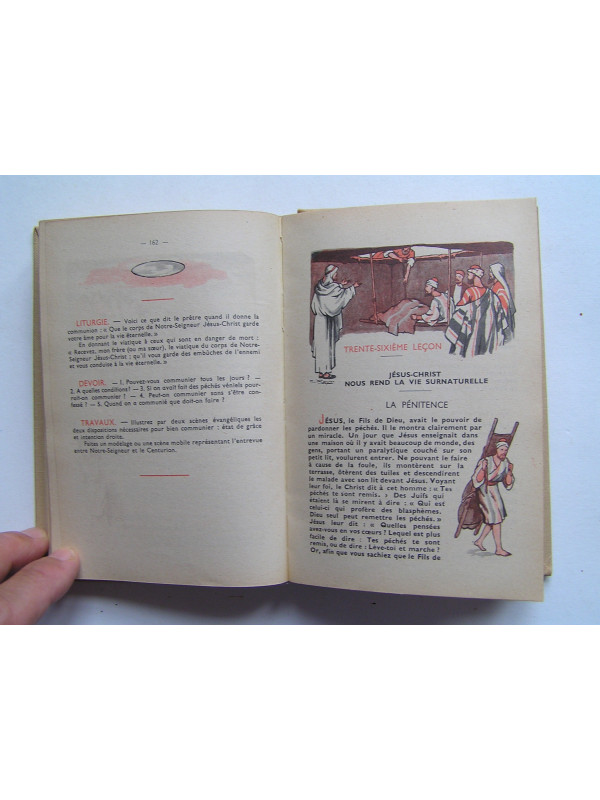 — 162 —
LITURGIE. — Voici ce que dit le prêtre quand il donne la
communion : « Que le corps de Notre-Seigneur Jésus-Christ garde
votre âme pour la vie éternelle. »
En donnant le viatique à ceux qui sont en danger de mort :
« Recevez, mon frère (ou ma sœur), le viatique du corps de Notre-
Seigneur Jésus-Christ ; qu'il vous garde des embûches de l'ennemi
et vous conduise à la vie éternelle. »
DEVOIR. — 1. Pouvez-vous communier tous les jours ? —
2. A quelles conditions? — 3. Si on avait fait des péchés véniels pour-
rait-on communier ? — 4. Peut-on communier sans s'être con-
fessé ? — 5. Quand on a communié que doit-on faire ?
TRAVAUX. — Illustrez par deux scènes évangéliques les
deux dispositions nécessaires pour bien communier : états de grâce
et intention droite.
Faites un modelage ou une scène mobile représentant l'entrevue
entre Notre-Seigneur et le Centurion.
TRENTE-SIXIÈME LEÇON
JÉSUS-CHRIST
NOUS REND LA VIE SURNATURELLE
LA PÉNITENCE
JÉSUS, le Fils de Dieu, avait le pouvoir de
pardonner les péchés. Il le montra clairement par
un miracle. Un jour que Jésus enseignait dans
une maison où il y avait beaucoup de monde, des
gens, portant un paralytique couché sur son
petit lit, voulurent entrer. Ne pouvant le faire
à cause de la foule, ils montèrent sur la
terrasse, ôtèrent des tuiles et descendirent
le malade avec son lit devant Jésus. Voyant
leur foi, le Christ dit à cet homme : « Tes
péchés te sont remis. » Des Juifs qui
étaient là se mirent à dire : « Qui est
celui-ci qui profère des blasphèmes.
Dieu seul peut remettre les péchés. »
Jésus leur dit : « Quelles pensées
avez-vous en vos cœurs ! Lequel est plus
facile de dire : Tes péchés te sont
remis, ou de dire : Lève-toi et marche ?
Or, afin que vous sachiez que le Fils de